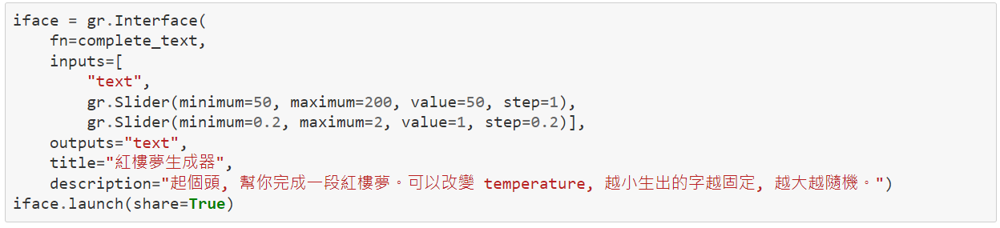 iface = gr.Interface(
    fn=complete_text,
    inputs=[
        "text",
        gr.Slider(minimum=50, maximum=200, value=50, step=1),
        gr.Slider(minimum=0.2, maximum=2, value=1, step=0.2)],
    outputs="text",
    title="紅樓夢生成器",
    description="起個頭, 幫你完成一段紅樓夢。可以改變 temperature, 越小生出的字越固定, 越大越隨機。")
iface.launch(share=True)